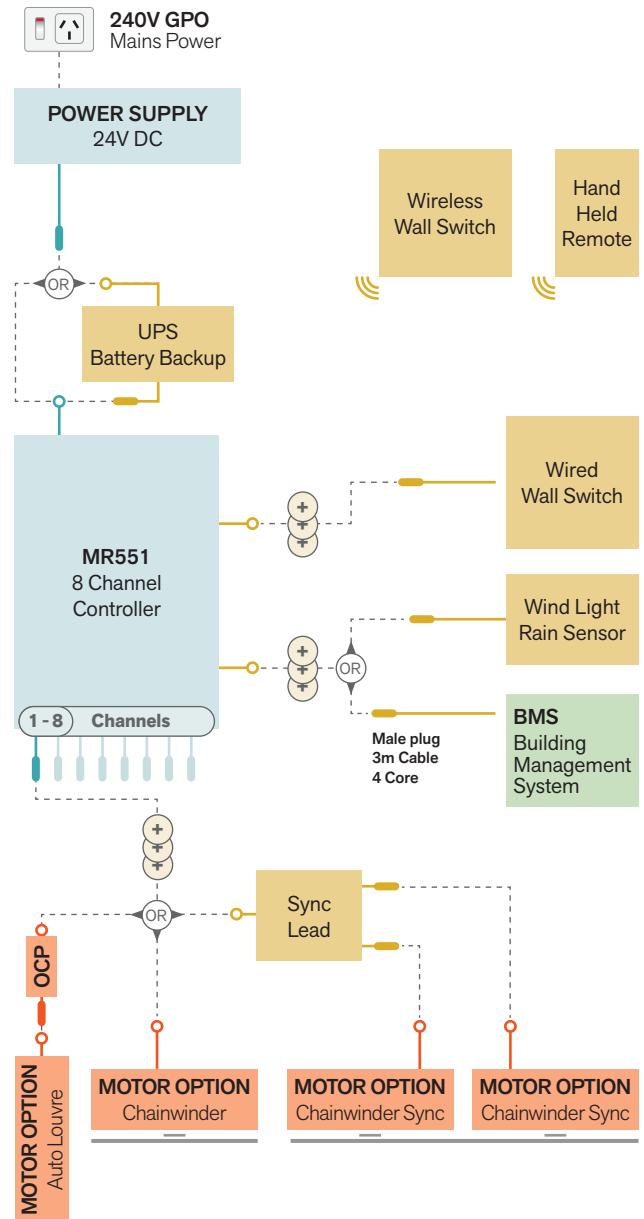 240V GPO
Mains Power
POWER SUPPLY
24V DC
Wireless
Wall Switch
Hand
Held
Remote
OR
UPS
Battery Backup
MR551
8 Channel
Controller
+
+
+
Wired
Wall Switch
+
+
+
OR
Wind Light
Rain Sensor
BMS
Building
Management
System
Male plug
3m Cable
4 Core
1 - 8 Channels
+
+
+
OR
Sync
Lead
OCP
MOTOR OPTION
Auto Louvre
MOTOR OPTION
Chainwinder
MOTOR OPTION
Chainwinder Sync
MOTOR OPTION
Chainwinder Sync